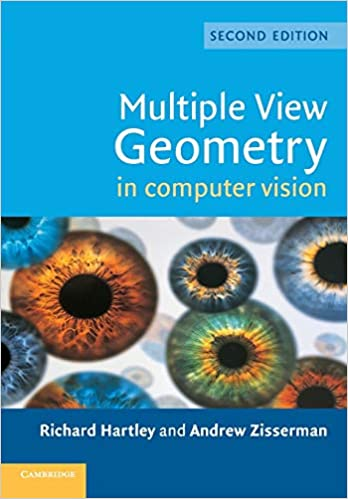 SECOND EDITION
Multiple View
Geometry
in computer vision
Richard Hartley and Andrew Zisserman
CAMBRIDGE